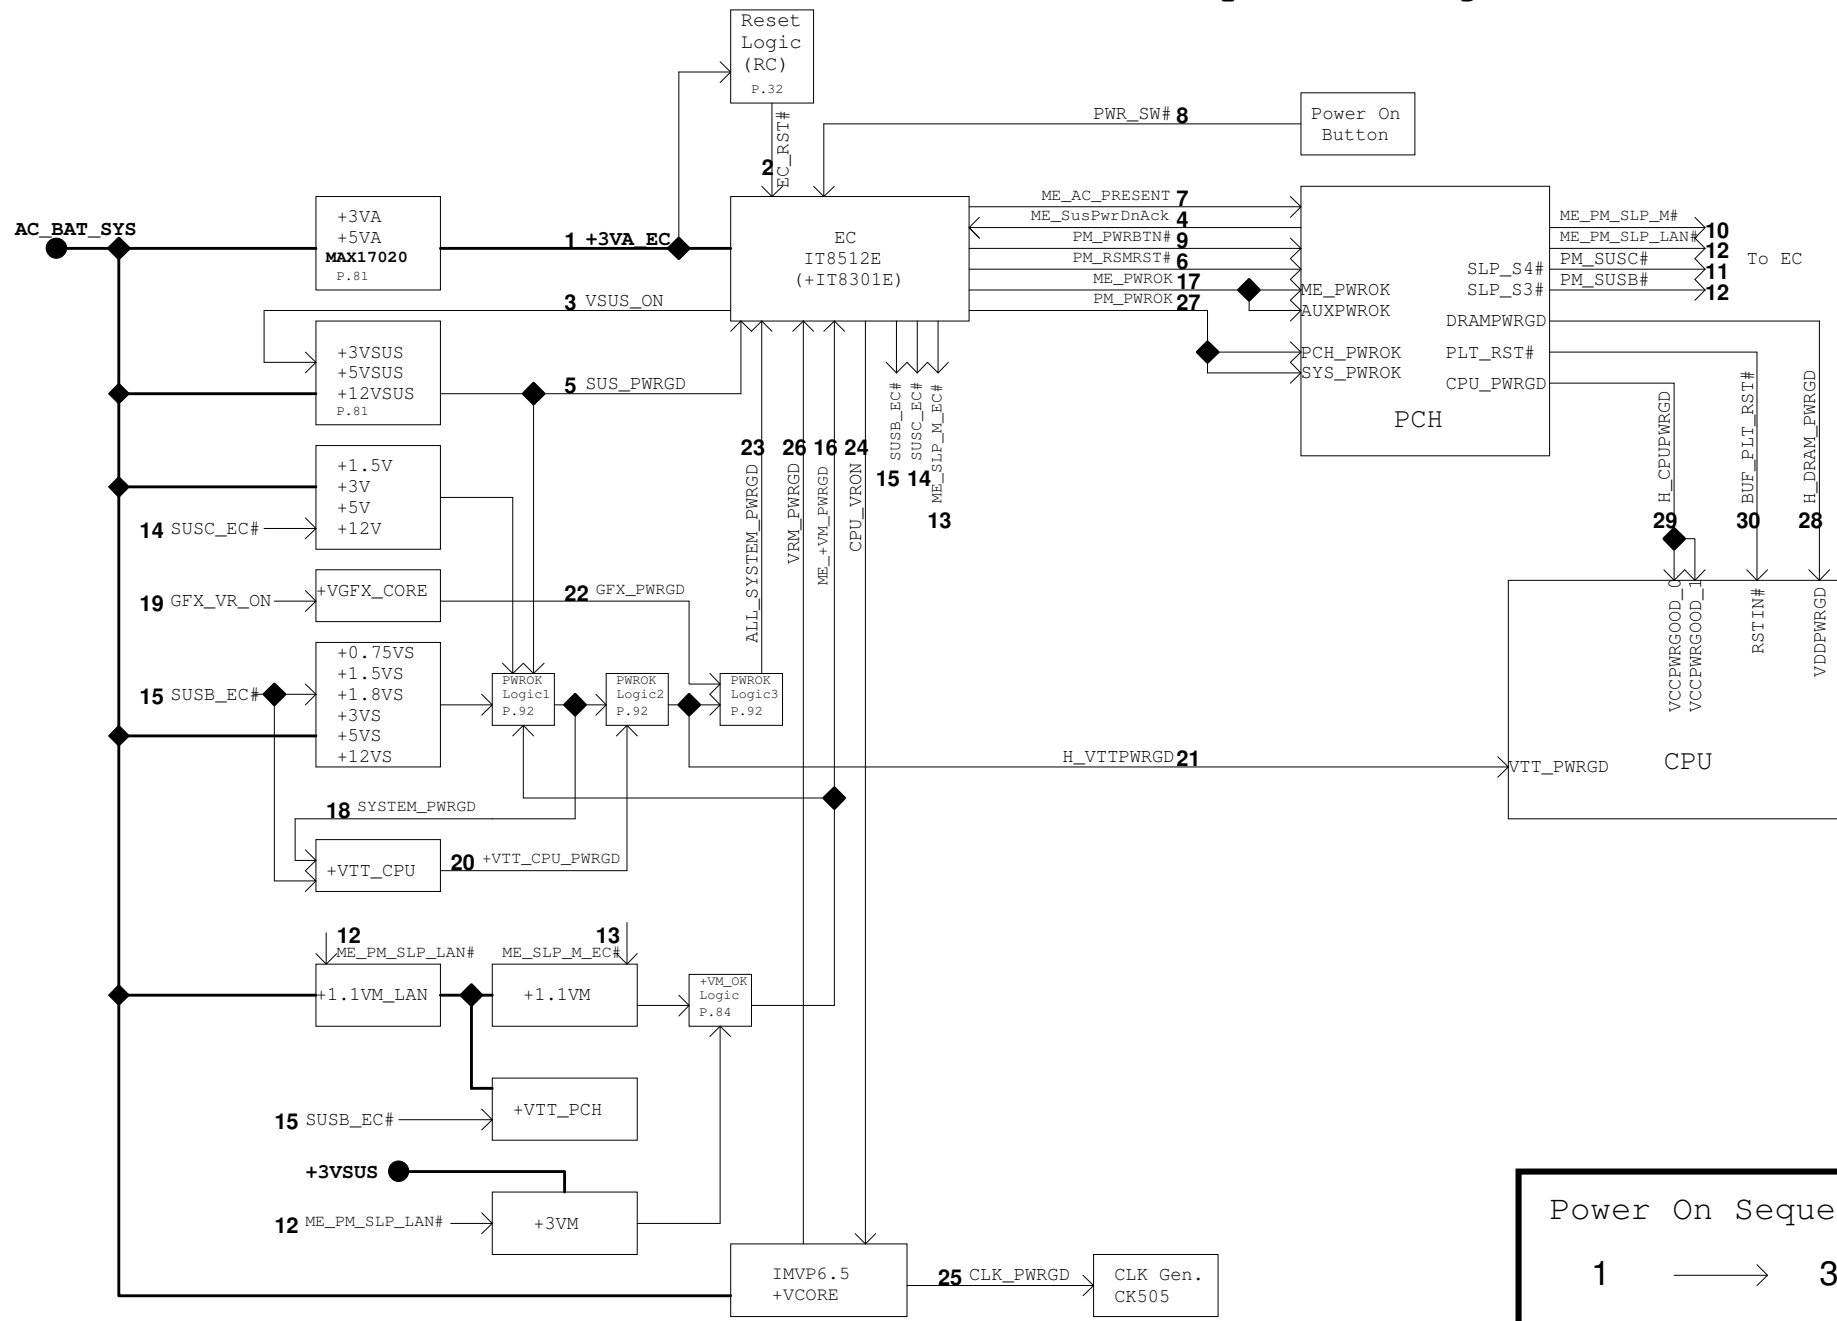 Reset
Logic
(RC)
P.32
EC_RST#
2
PWR_SW# 8
Power On
Button
AC_BAT_SYS
+3VA
+5VA
MAX17020
P.81
1 +3VA_EC
EC
IT8512E
(+IT8301E)
ME_AC_PRESENT 7
ME_SusPwrDnAck 4
PM_PWRBTN# 9
PM_RSMRST# 6
ME_PWROK 17
PM_PWROK 27
ME_PWROK
AUXPWROK
PCH_PWROK
SYS_PWROK
SLP_S4#
SLP_S3#
DRAMPWRGD
PLT_RST#
CPU_PWRGD
PCH
ME_PM_SLP_M# 10
ME_PM_SLP_LAN# 12
PM_SUSC# 11
PM_SUSB# 12
To EC
3 VSUS_ON
+3VSUS
+5VSUS
+12VSUS
P.81
5 SUS_PWRGD
+1.5V
+3V
+5V
+12V
14 SUSC_EC#
23
ALL_SYSTEM_PWRGD
26
VRM_PWRGD
16
ME_+VM_PWRGD
24
CPU_VRON
15
SUSB_EC#
14
SUSC_EC#
13
ME_SLP_M_EC#
H_CPUPWRGD
29
BUF_PLT_RST#
30
H_DRAM_PWRGD
28
+VGFX_CORE
19 GFX_VR_ON
22 GFX_PWRGD
+0.75VS
+1.5VS
+1.8VS
+3VS
+5VS
+12VS
15 SUSB_EC#
PWROK
Logic1
P.92
PWROK
Logic2
P.92
PWROK
Logic3
P.92
VCCPWRGOOD_0
VCCPWRGOOD_1
RSTIN#
VDDPWRGD
H_VTTPWRGD 21
VTT_PWRGD
CPU
18 SYSTEM_PWRGD
+VTT_CPU
20 +VTT_CPU_PWRGD
12
ME_PM_SLP_LAN#
13
ME_SLP_M_EC#
+1.1VM_LAN
+1.1VM
+VM_OK
Logic
P.84
+VTT_PCH
15 SUSB_EC#
+3VSUS
12 ME_PM_SLP_LAN#
+3VM
IMVP6.5
+VCORE
25 CLK_PWRGD
CLK Gen.
CK505
Power On Seque
1 3